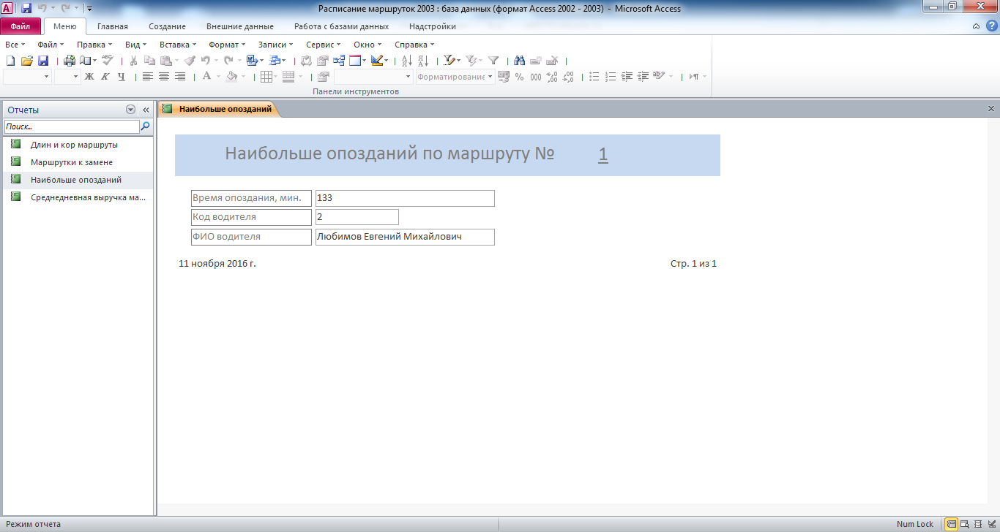 Расписание маршруток 2003 : база данных (формат Access 2002 - 2003) - Microsoft Access
Файл Меню Главная Создание Внешние данные Работа с базами данных Надстройки
Все Файл Правка Вид Вставка Формат Записи Сервис Окно Справка
Ж К Ч Форматирование % 000
Панели инструментов
Отчеты « Наибольше опозданий
Поиск...
Длин и кор маршруты
Маршрутки к замене
Наибольше опозданий
Среднедневная выручка ма...
Наибольше опозданий по маршруту № 1
Время опоздания, мин. 133
Код водителя 2
ФИО водителя Любимов Евгений Михайлович
11 ноября 2016 г. Стр. 1 из 1
Режим отчета Num Lock